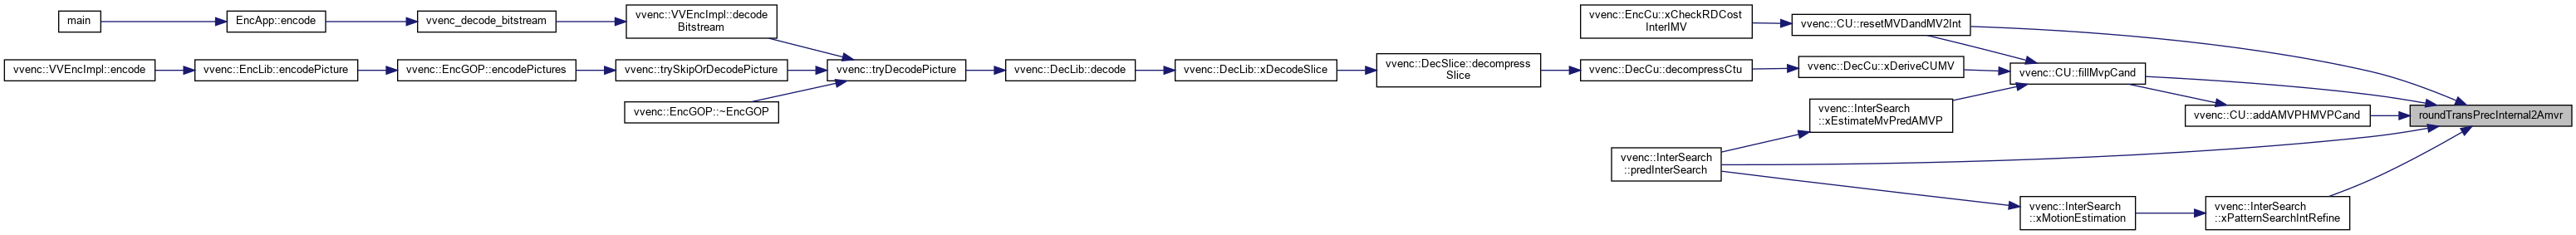 main
EncApp::encode
vvenc_decode_bitstream
vvenc::VVEncImpl::decode
Bitstream
vvenc::VVEncImpl::encode
vvenc::EncLib::encodePicture
vvenc::EncGOP::encodePictures
vvenc::trySkipOrDecodePicture
vvenc::EncGOP::~EncGOP
vvenc::tryDecodePicture
vvenc::DecLib::decode
vvenc::DecLib::xDecodeSlice
vvenc::DecSlice::decompress
Slice
vvenc::EncCu::xCheckRDCost
InterIMV
vvenc::DecCu::decompressCtu
vvenc::InterSearch
::predInterSearch
vvenc::CU::resetMVDandMV2Int
vvenc::DecCu::xDeriveCUMV
vvenc::InterSearch
::xEstimateMvPredAMVP
vvenc::CU::fillMvpCand
vvenc::InterSearch
::xMotionEstimation
vvenc::CU::addAMVPHMVPCand
vvenc::InterSearch
::xPatternSearchIntRefine
roundTransPrecInternal2Amvr